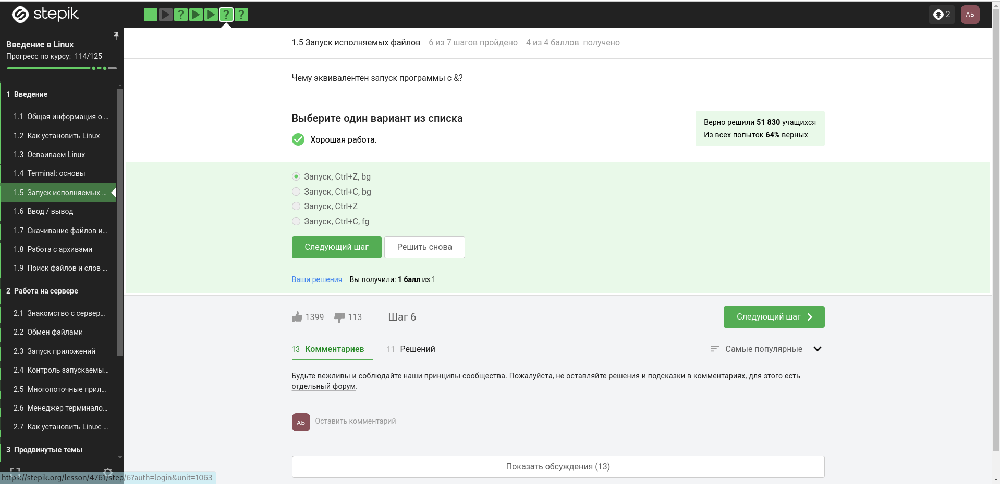 stepik
?
?
?
2
АБ
Введение в Linux
Прогресс по курсу: 114/125
1 Введение
1.1 Общая информация о ...
1.2 Как установить Linux
1.3 Осваиваем Linux
1.4 Terminal: основы
1.5 Запуск исполняемых ...
1.6 Ввод / вывод
1.7 Скачивание файлов и...
1.8 Работа с архивами
1.9 Поиск файлов и слов ...
2 Работа на сервере
2.1 Знакомство с сервер...
2.2 Обмен файлами
2.3 Запуск приложений
2.4 Контроль запускаемы...
2.5 Многопоточные прил...
2.6 Менеджер терминало...
2.7 Как установить Linux: ...
3 Продвинутые темы
https://stepik.org/lesson/4761/step/6?auth=login&unit=1063
1.5 Запуск исполняемых файлов 6 из 7 шагов пройдено 4 из 4 баллов получено
Чему эквивалентен запуск программы с &?
Выберите один вариант из списка
Хорошая работа.
Верно решили 51 830 учащихся
Из всех попыток 64% верных
Запуск, Ctrl+Z, bg
Запуск, Ctrl+C, bg
Запуск, Ctrl+Z
Запуск, Ctrl+C, fg
Следующий шаг Решить снова
Ваши решения Вы получили: 1 балл из 1
1399 113 Шаг 6 Следующий шаг
13 Комментариев 11 Решений Самые популярные
Будьте вежливы и соблюдайте наши принципы сообщества. Пожалуйста, не оставляйте решения и подсказки в комментариях, для этого есть
отдельный форум.
АБ Оставить комментарий
Показать обсуждения (13)